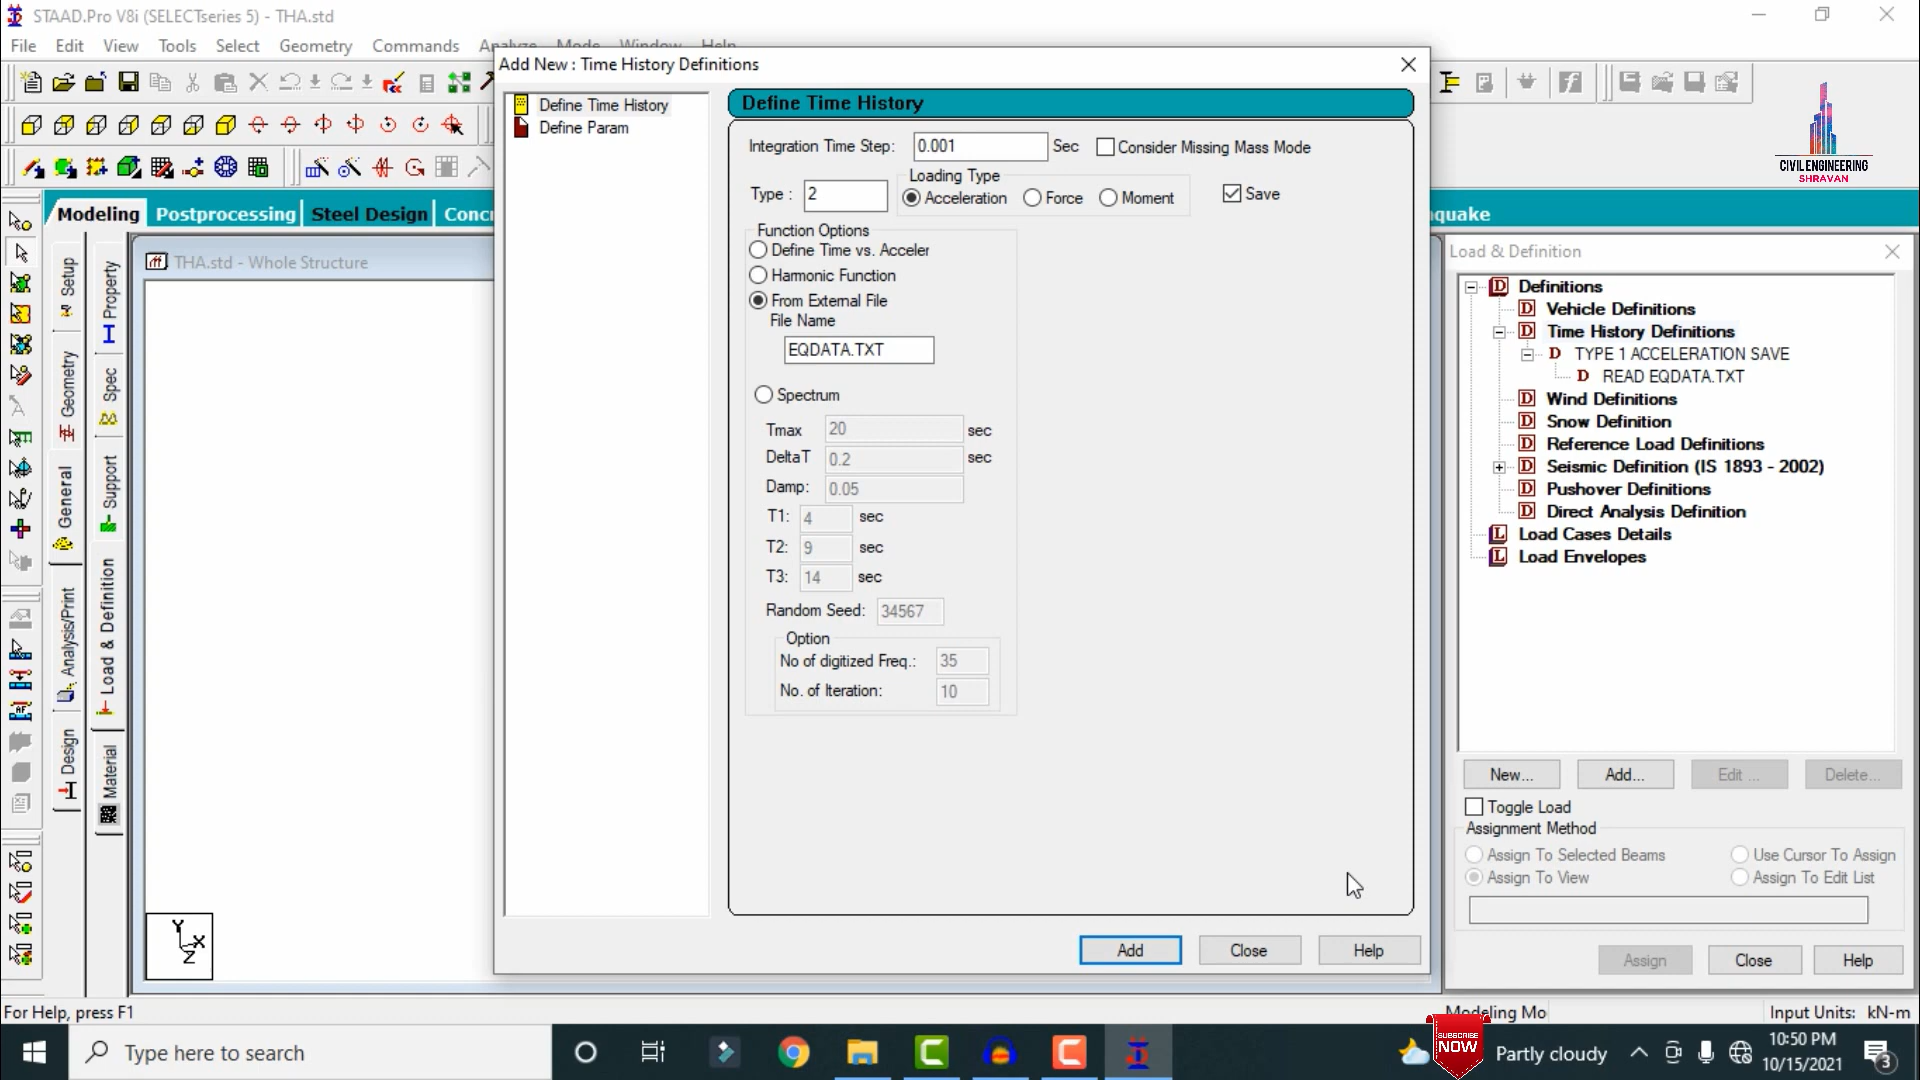 STAAD.Pro V8i (SELECTseries 5) - THA.std
File Edit View Tools Select Geometry Commands Analyze Mode Window Help
Add New : Time History Definitions
Define Time History
Define Param
Define Time History
Integration Time Step: 0.001 Sec Consider Missing Mass Mode
Type : 2
Loading Type
Acceleration Force Moment
Save
Function Options
Define Time vs. Acceler
Harmonic Function
From External File
File Name
EQDATA.TXT
Spectrum
Tmax 20 sec
DeltaT 0.2 sec
Damp: 0.05
T1: 4 sec
T2: 9 sec
T3: 14 sec
Random Seed: 34567
Option
No of digitized Freq.: 35
No. of Iteration: 10
Add Close Help
CIVIL ENGINEERING
SHRAVAN
Modeling Postprocessing Steel Design Concr
quake
THA.std - Whole Structure
Setup
Geometry
General
Analysis/Print
Design
Property
Spec
Support
Load & Definition
Material
Y
X
Z
Load & Definition
Definitions
Vehicle Definitions
Time History Definitions
TYPE 1 ACCELERATION SAVE
READ EQDATA.TXT
Wind Definitions
Snow Definition
Reference Load Definitions
Seismic Definition (IS 1893 - 2002)
Pushover Definitions
Direct Analysis Definition
Load Cases Details
Load Envelopes
New... Add... Edit ... Delete...
Toggle Load
Assignment Method
Assign To Selected Beams Use Cursor To Assign
Assign To View Assign To Edit List
Assign Close Help
For Help, press F1
Modeling Mo
Input Units: kN-m
Type here to search
SUBSCRIBE
NOW
Partly cloudy
10:50 PM
10/15/2021
3